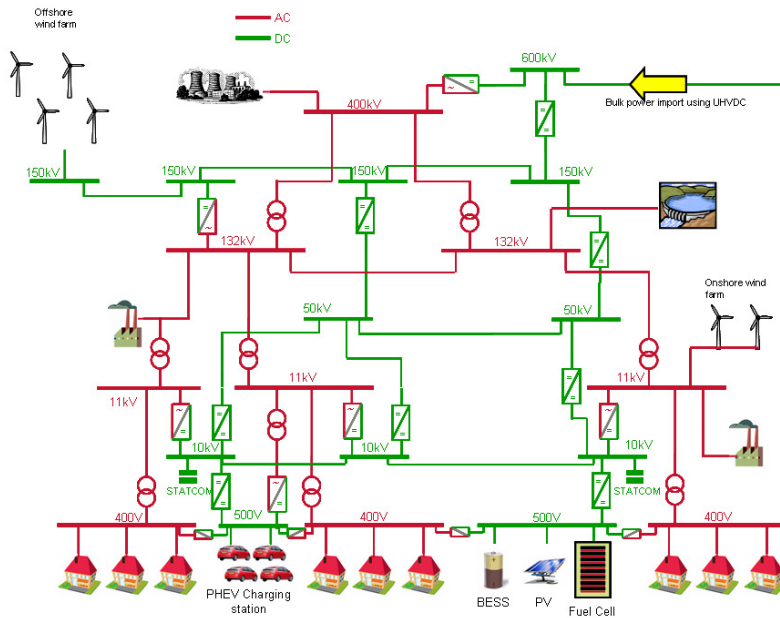 Offshore
wind farm
AC
DC
600kV
Bulk power import using UHVDC
400kV
150kV
150kV
150kV
150kV
132kV
132kV
Onshore wind
farm
50kV
50kV
11kV
11kV
11kV
10kV
10kV
10kV
STATCOM
STATCOM
400V
500V
400V
500V
400V
PHEV Charging
station
BESS
PV
Fuel Cell